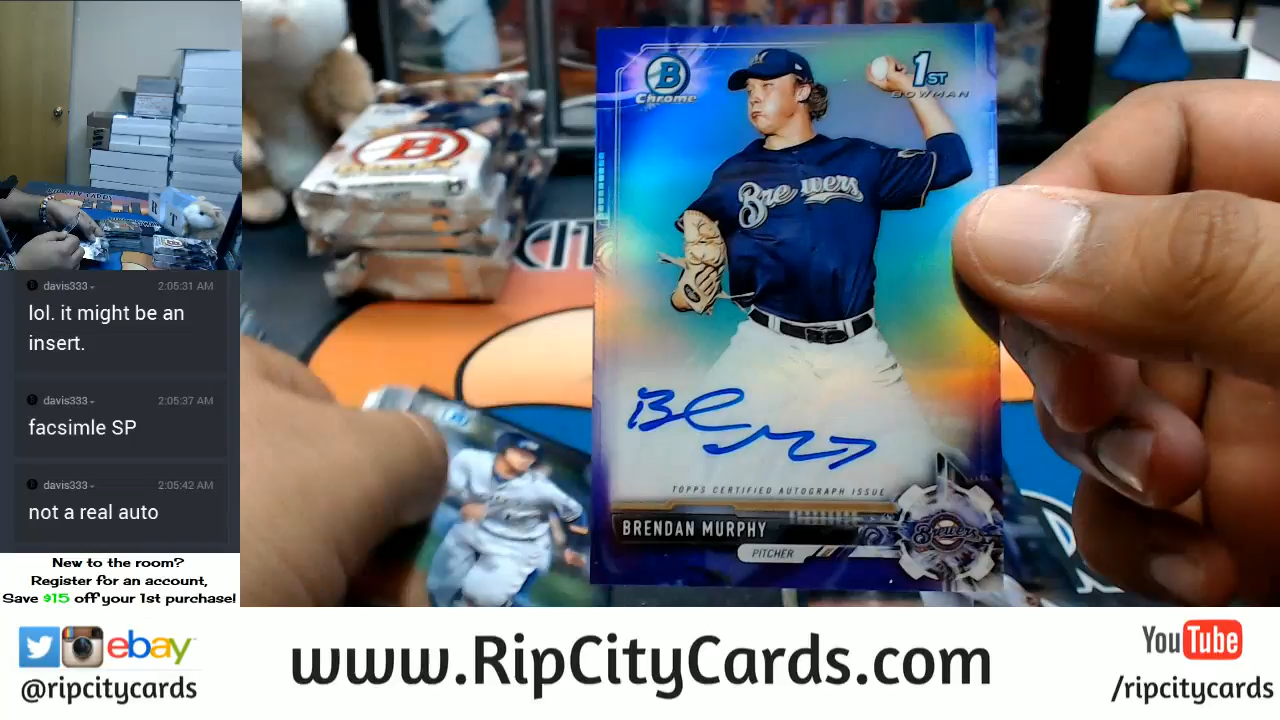 davis333
2:05:31 AM
lol. it might be an
insert.
davis333
2:05:37 AM
facsimle SP
davis333
2:05:42 AM
not a real auto
New to the room?
Register for an account,
Save $15 off your 1st purchase!
B
CIT
B
Chrome
1ST
BOWMAN
Brewers
TOPPS CERTIFIED AUTOGRAPH ISSUE
BRENDAN MURPHY
PITCHER
Brewers
ebay
@ripcitycards
www.RipCityCards.com
YouTube
/ripcitycards